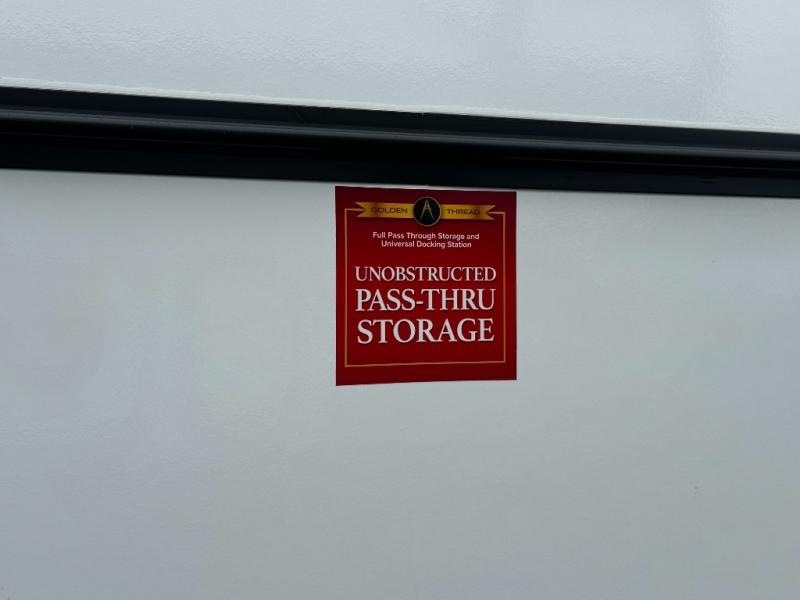 GOLDEN THREAD
Full Pass Through Storage and
Universal Docking Station
UNOBSTRUCTED
PASS-THRU
STORAGE